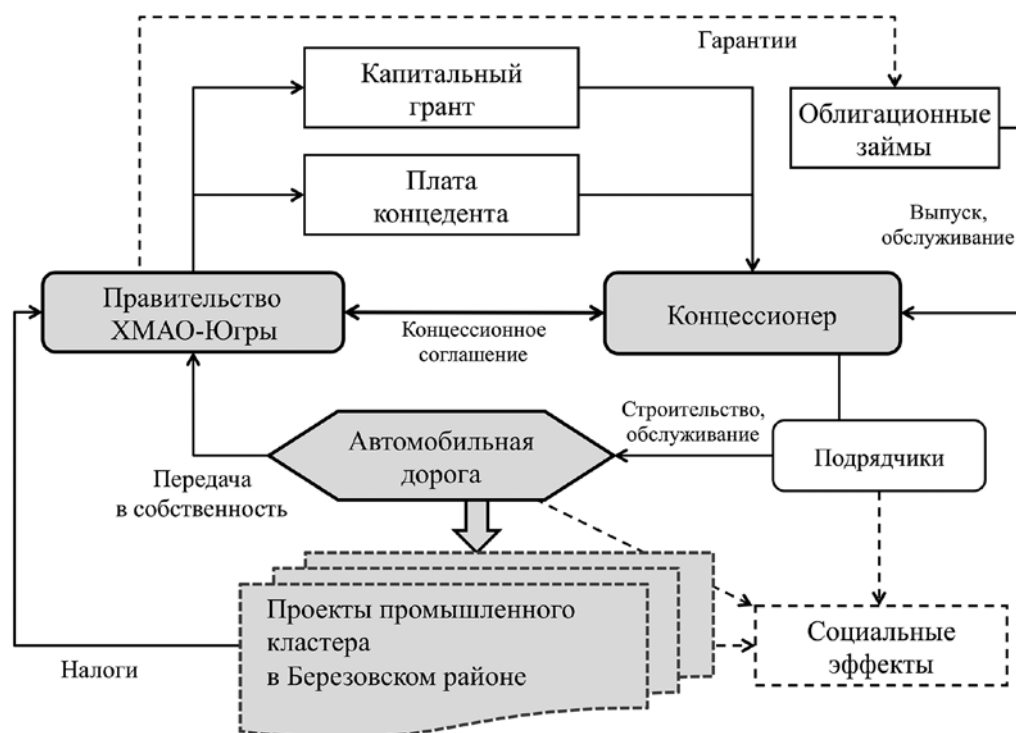 Гарантии
Капитальный
грант
Облигационные
займы
Плата
концедента
Выпуск,
обслуживание
Правительство
ХМАО-Югры
Концессионное
соглашение
Концессионер
Строительство,
обслуживание
Автомобильная
дорога
Подрядчики
Передача
в собственность
Проекты промышленного
кластера
в Березовском районе
Социальные
эффекты
Налоги